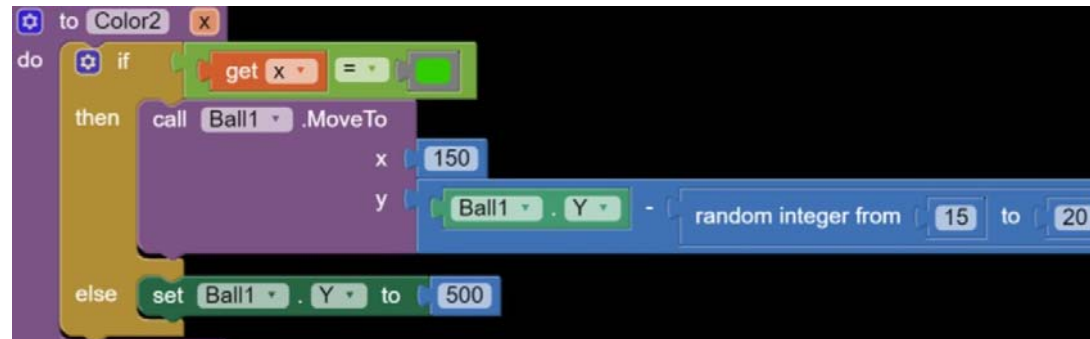 to Color2 x
do if get x =
then call Ball1 .MoveTo
x 150
y Ball1 . Y - random integer from 15 to 20
else set Ball1 . Y to 500